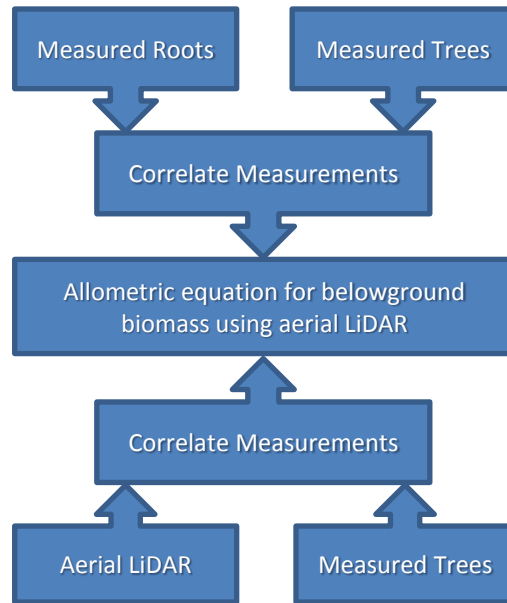 Measured Roots
Measured Trees
Correlate Measurements
Allometric equation for belowground
biomass using aerial LiDAR
Correlate Measurements
Aerial LiDAR
Measured Trees